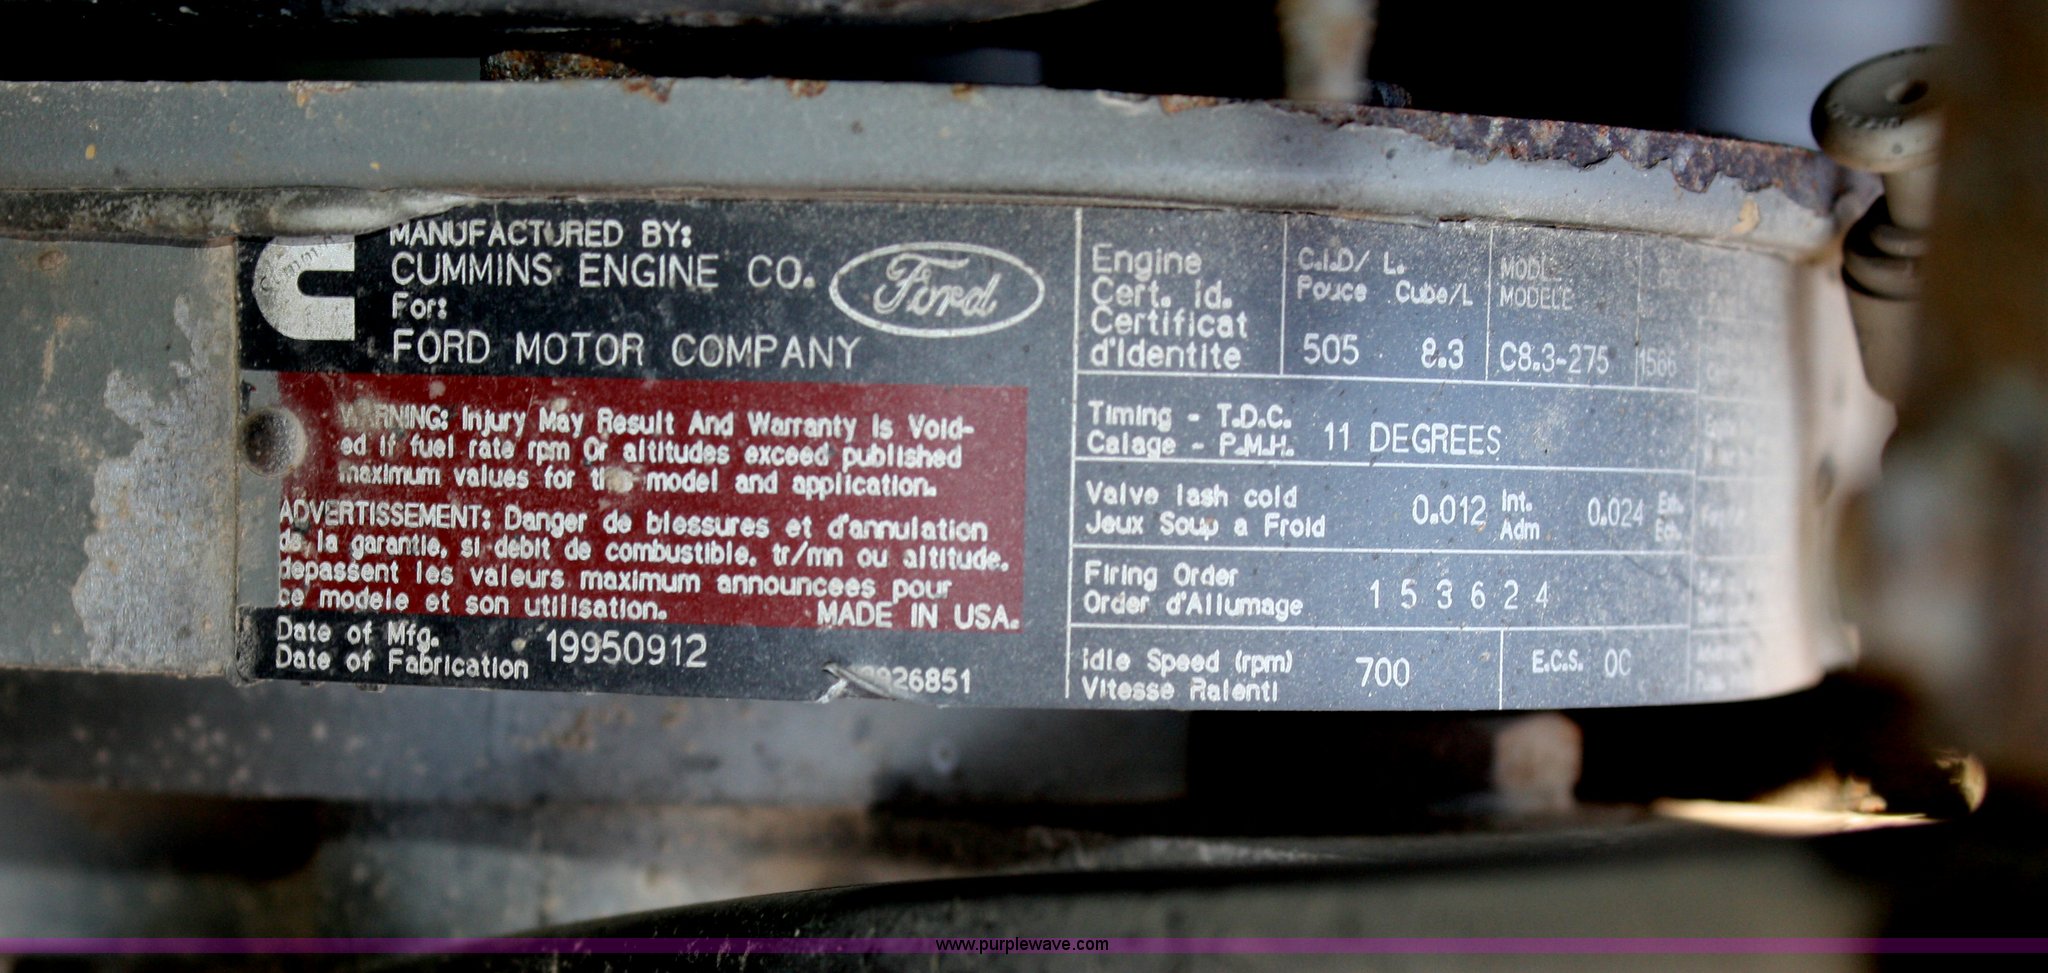 MANUFACTURED BY:
CUMMINS ENGINE CO.
For:
FORD MOTOR COMPANY
Ford
WARNING: Injury May Result And Warranty Is Void-
ed if fuel rate rpm Or altitudes exceed published
maximum values for the model and application.
ADVERTISSEMENT: Danger de blessures et d'annulation
de la garantie, si debit de combustible, tr/mn ou altitude,
depassent les valeurs maximum announcees pour
ce modele et son utilisation.
MADE IN USA.
Date of Mfg.
Date of Fabrication
19950912
26851
Engine
Cert. id.
Certificat
d'Identite
C.I.D/ L.
Pouce Cube/L
505 8.3
MODEL
MODELE
C8.3-275
1566
Timing - T.D.C.
Calage - P.M.H.
11 DEGREES
Valve lash cold
Jeux Soup a Froid
0.012 Int.
Adm
0.024 Exh.
Ech.
Firing Order
Order d'Allumage
1 5 3 6 2 4
Idle Speed (rpm)
Vitesse Ralenti
700
E.C.S. OC
www.purplewave.com